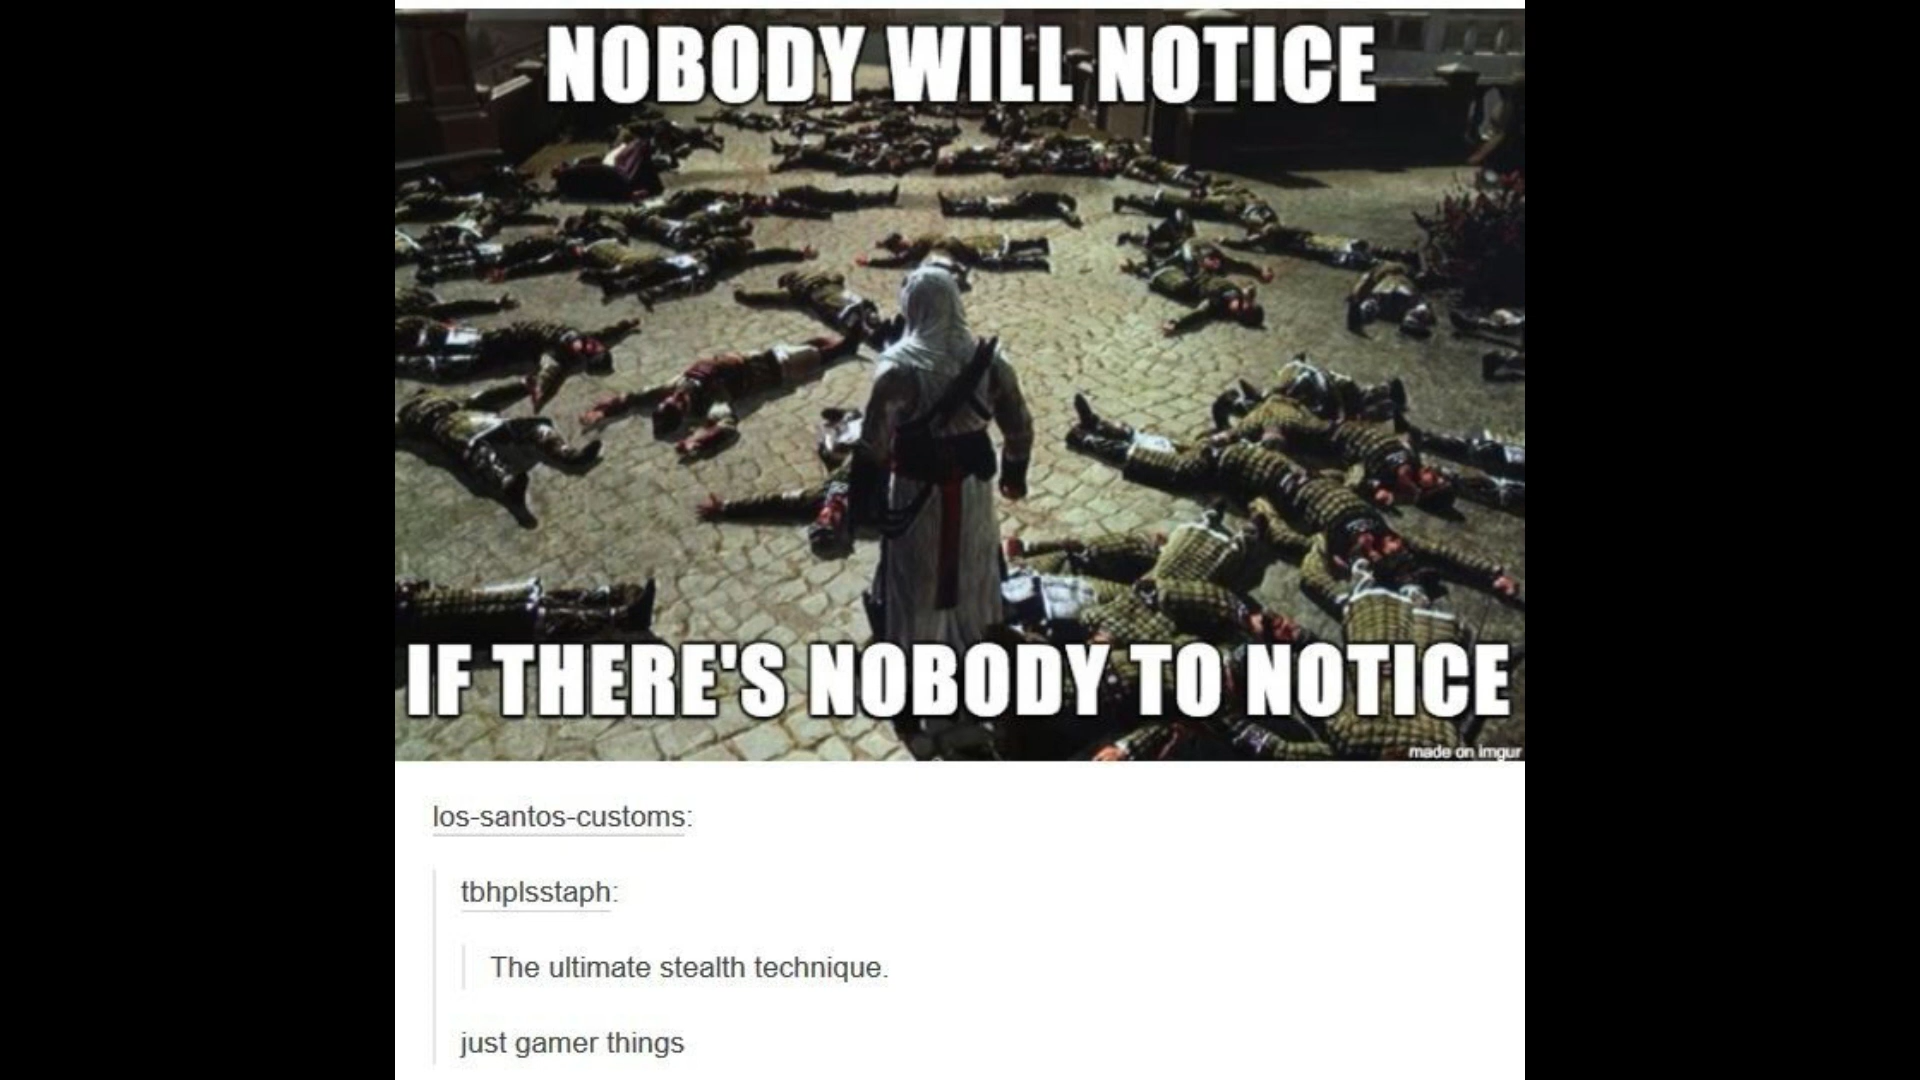 NOBODY WILL NOTICE
IF THERE'S NOBODY TO NOTICE
made on imgur
los-santos-customs:
tbhplsstaph:
The ultimate stealth technique.
just gamer things